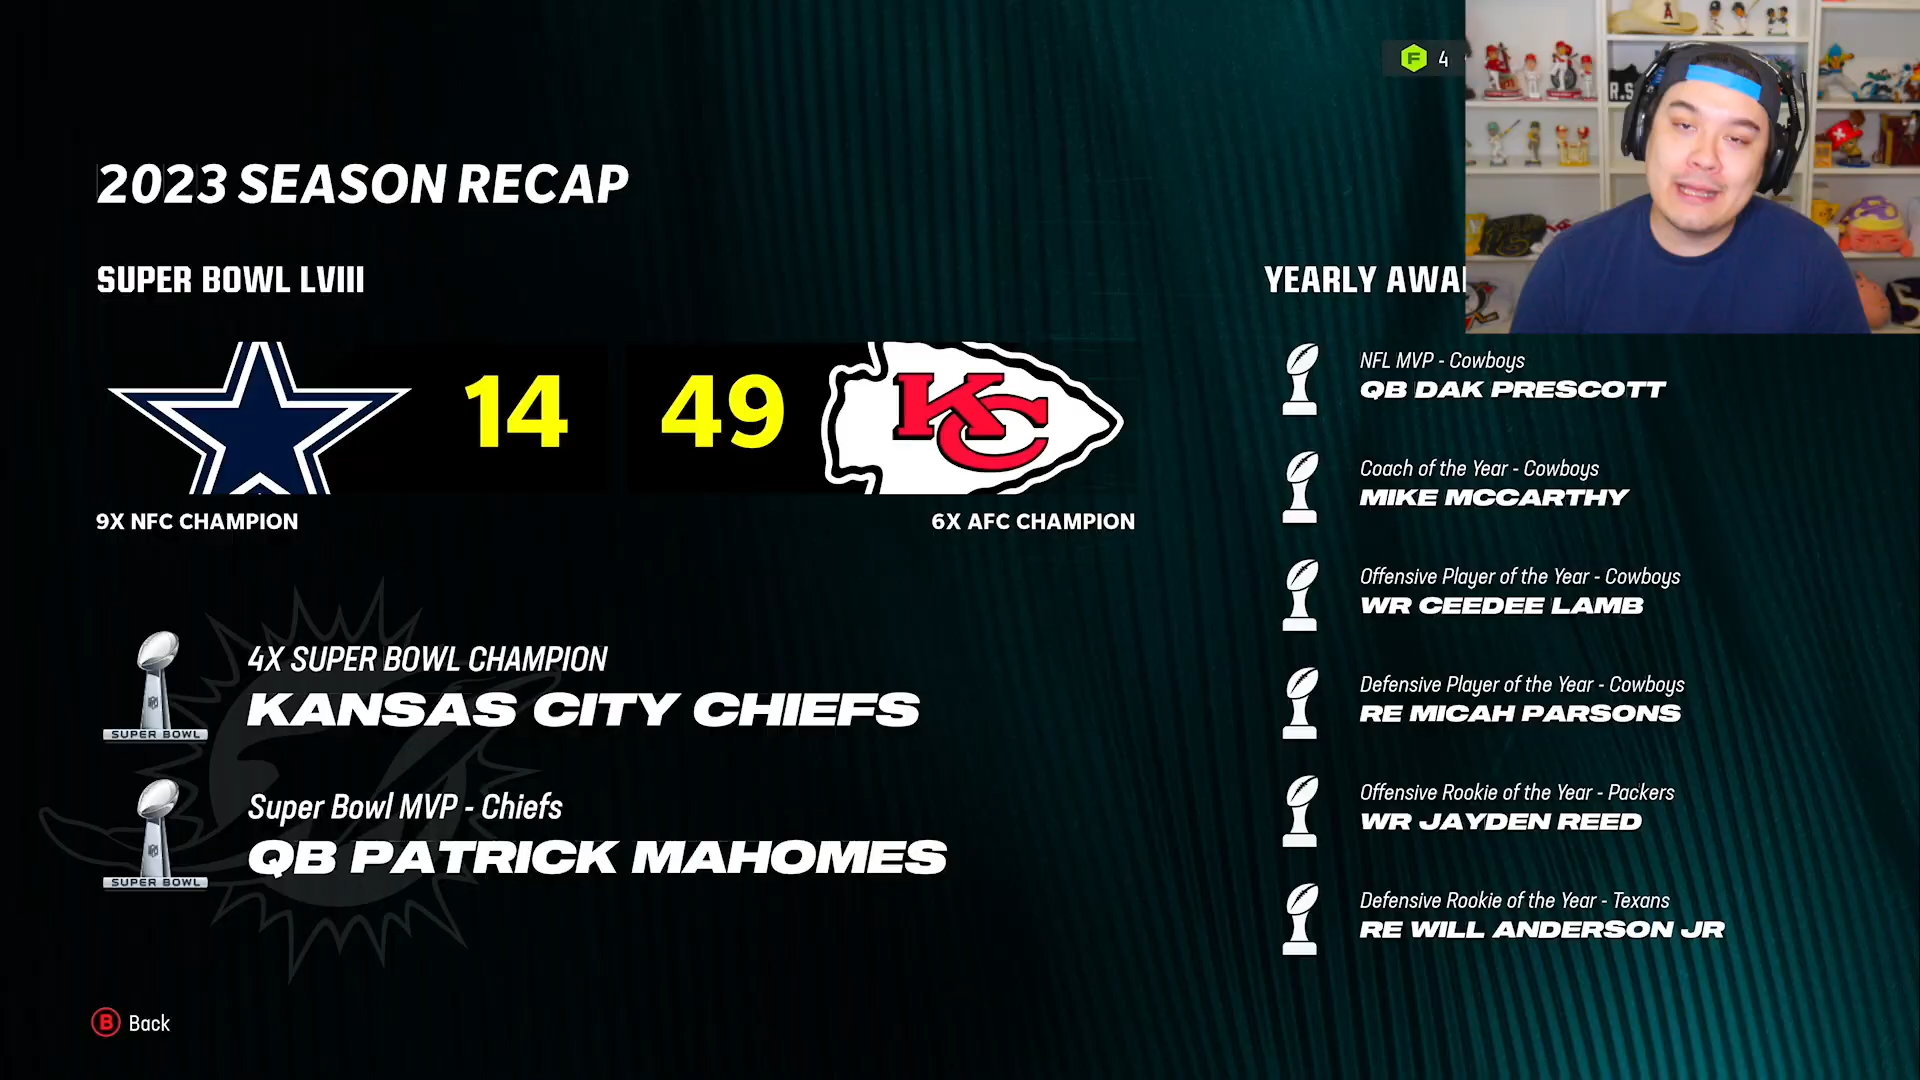 F 4
2023 SEASON RECAP
SUPER BOWL LVIII
14 49
KC
9X NFC CHAMPION
6X AFC CHAMPION
4X SUPER BOWL CHAMPION
KANSAS CITY CHIEFS
SUPER BOWL
Super Bowl MVP - Chiefs
QB PATRICK MAHOMES
SUPER BOWL
YEARLY AWA
NFL MVP - Cowboys
QB DAK PRESCOTT
Coach of the Year - Cowboys
MIKE MCCARTHY
Offensive Player of the Year - Cowboys
WR CEEDEE LAMB
Defensive Player of the Year - Cowboys
RE MICAH PARSONS
Offensive Rookie of the Year - Packers
WR JAYDEN REED
Defensive Rookie of the Year - Texans
RE WILL ANDERSON JR
B Back